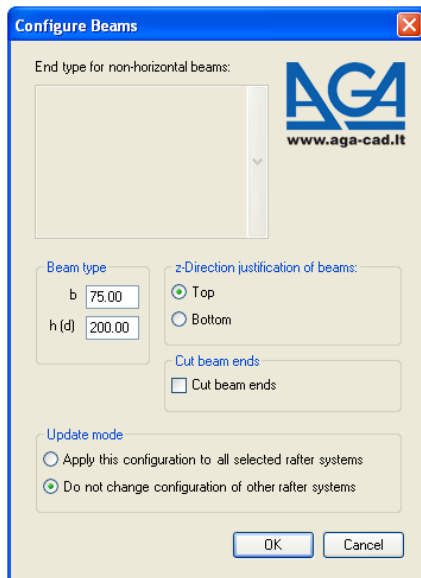 Configure Beams
End type for non-horizontal beams:
AGA
www.aga-cad.lt
Beam type
b 75.00
h (d) 200.00
z-Direction justification of beams:
Top
Bottom
Cut beam ends
Cut beam ends
Update mode
Apply this configuration to all selected rafter systems
Do not change configuration of other rafter systems
OK Cancel